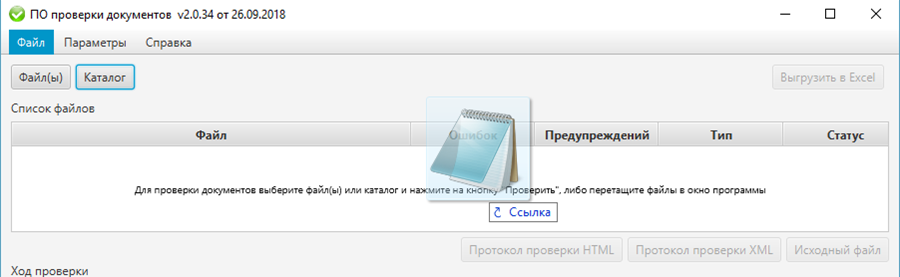 ПО проверки документов v2.0.34 от 26.09.2018
Файл Параметры Справка
Файл(ы) Каталог Выгрузить в Excel
Список файлов
Файл Ошибок Предупреждений Тип Статус
Для проверки документов выберите файл(ы) или каталог и нажмите на кнопку "Проверить", либо перетащите файлы в окно программы
Ссылка
Протокол проверки HTML Протокол проверки XML Исходный файл
Ход проверки